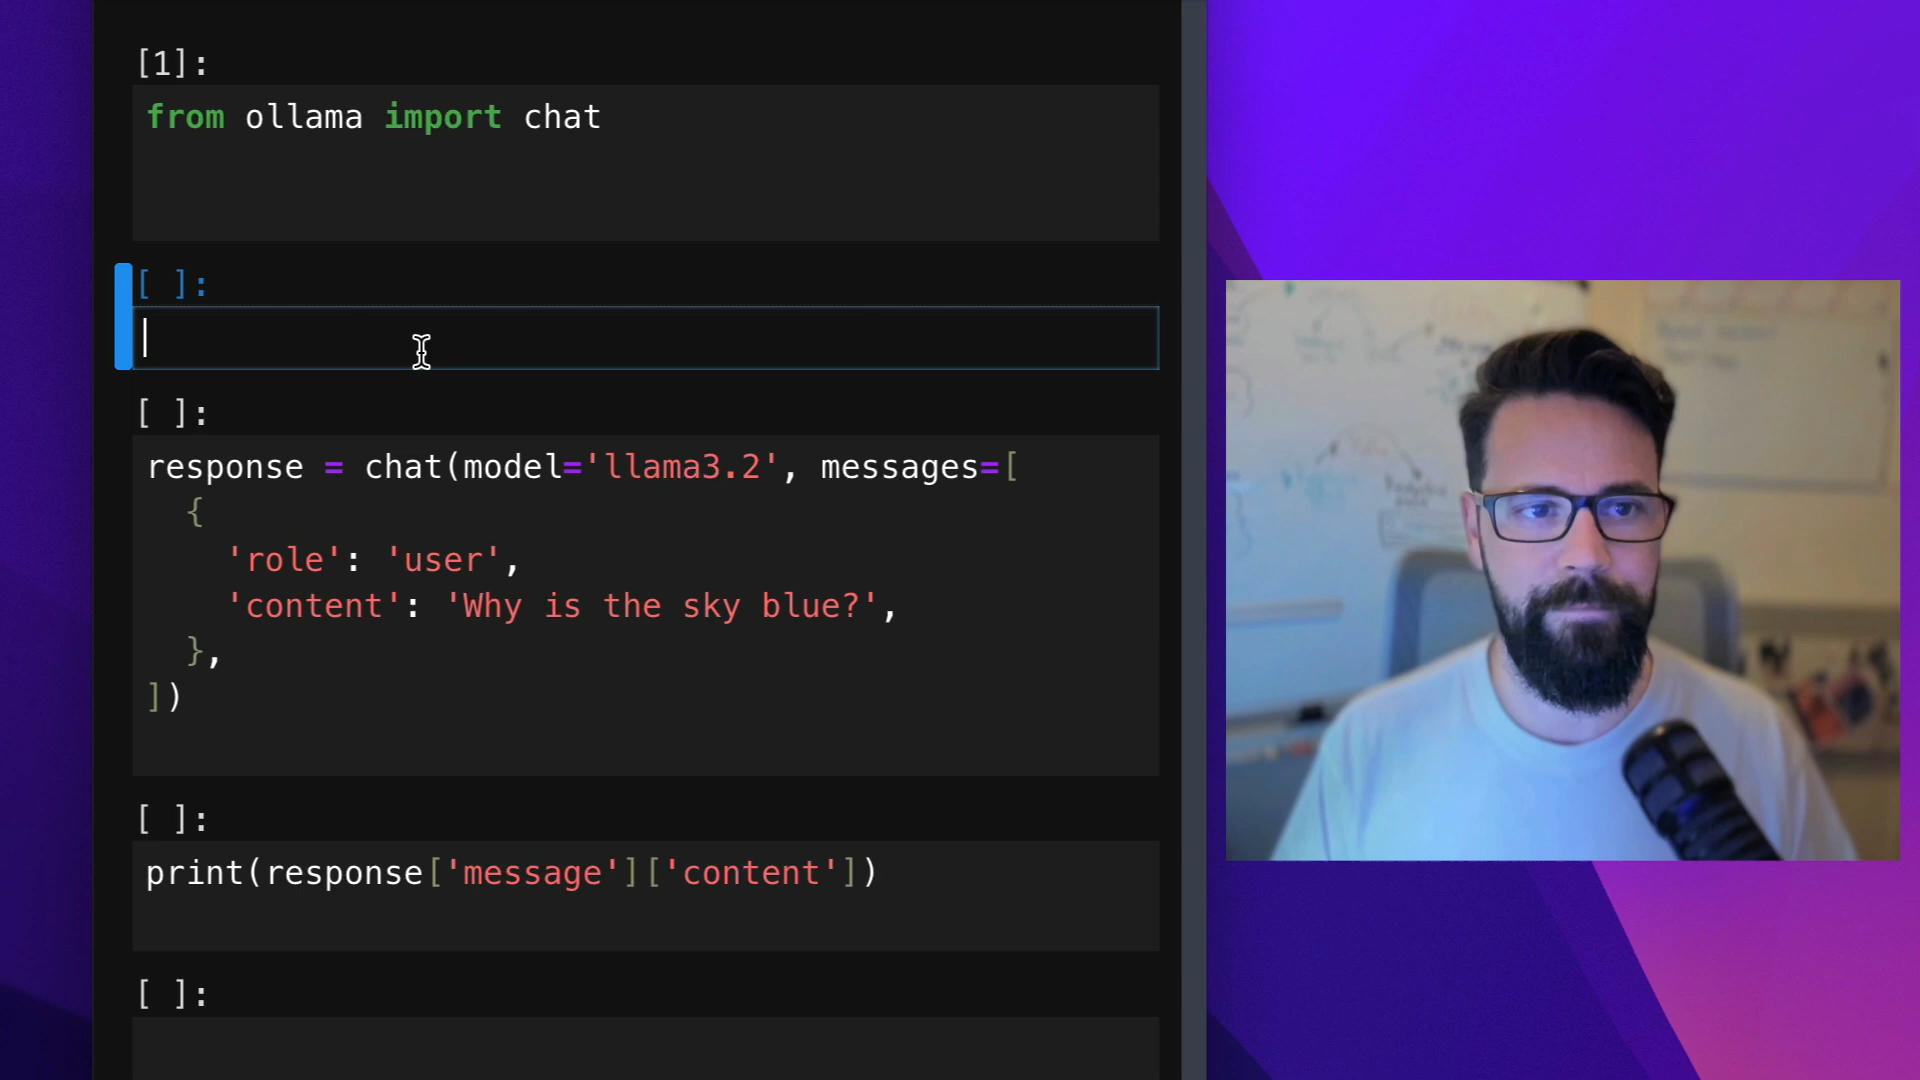 [1]:
from ollama import chat
[ ]:
[ ]:
response = chat(model='llama3.2', messages=[
  {
    'role': 'user',
    'content': 'Why is the sky blue?',
  },
])
[ ]:
print(response['message']['content'])
[ ]: